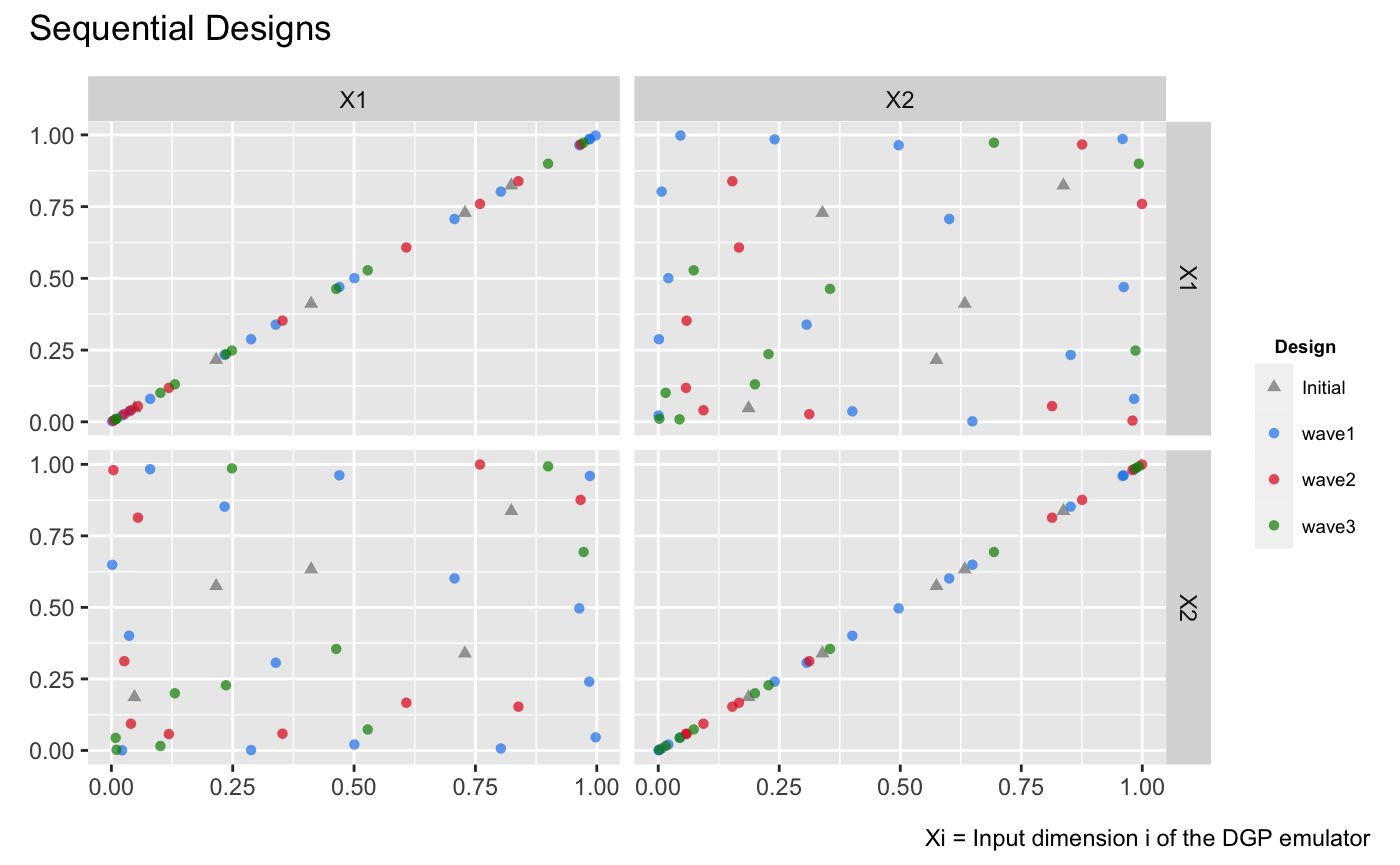 Sequential Designs
X1 X2
1.00
0.75
0.50
0.25
0.00
X1
1.00
0.75
0.50
0.25
0.00
X2
0.00 0.25 0.50 0.75 1.00 0.00 0.25 0.50 0.75 1.00
Design
Initial
wave1
wave2
wave3
Xi = Input dimension i of the DGP emulator